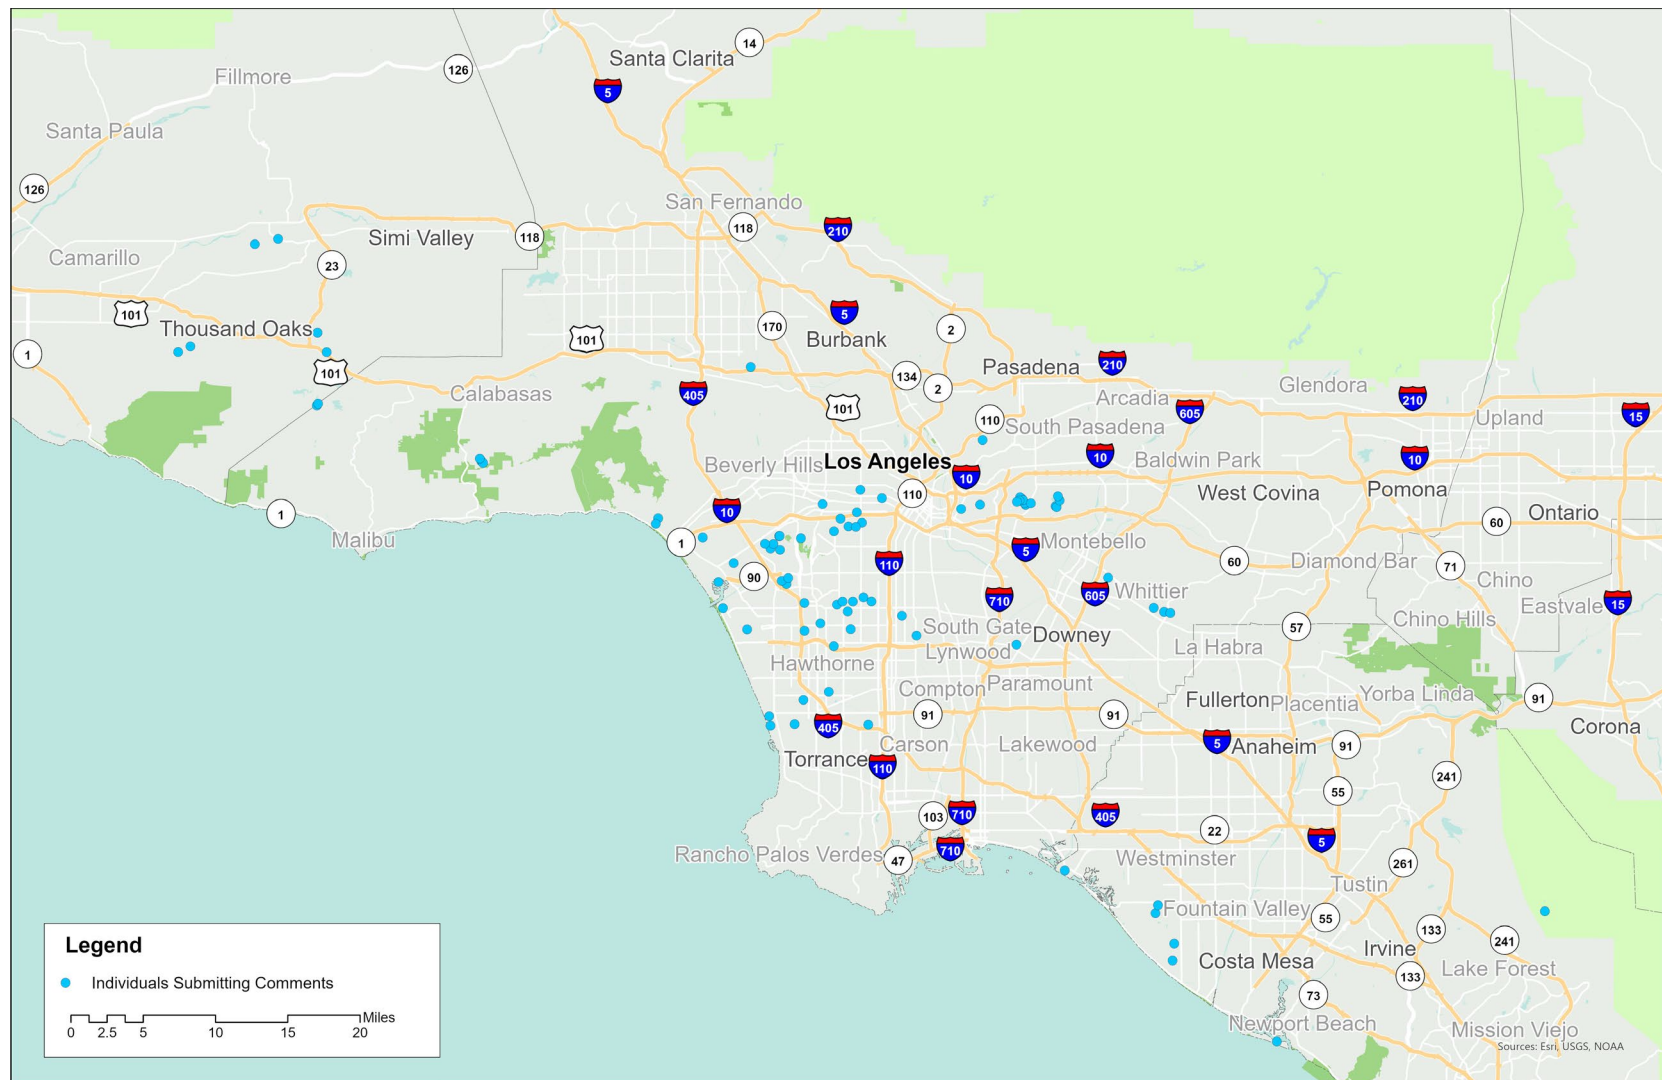 14
Santa Clarita
126
Fillmore
5
Santa Paula
126
San Fernando
118
210
118
Simi Valley
Camarillo
23
101
5
Thousand Oaks
170
2
101
Burbank
1
101
Pasadena
210
134
2
Glendora
405
Calabasas
Arcadia
210
101
605
15
110
Upland
South Pasadena
10
10
Baldwin Park
Los Angeles
Beverly Hills
10
110
West Covina
Pomona
10
1
60
Ontario
Malibu
1
5
Montebello
110
60
Diamond Bar
71
90
Chino
605
Whittier
710
Eastvale
15
Chino Hills
South Gate
57
Downey
La Habra
Lynwood
Hawthorne
Compton
Paramount
Yorba Linda
Fullerton
Placentia
91
91
91
405
Corona
Carson
Lakewood
5
Anaheim
91
Torrance
110
241
55
103
710
405
22
5
710
Rancho Palos Verdes
47
Westminster
261
Tustin
Fountain Valley
55
133
241
Irvine
Costa Mesa
Lake Forest
133
73
Newport Beach
Mission Viejo
Sources: Esri, USGS, NOAA
Legend
Individuals Submitting Comments
Miles
0 2.5 5 10 15 20